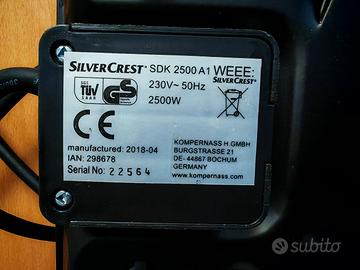 SILVERCREST® SDK 2500 A1 WEEE:
SILVERCREST®
230V~ 50Hz
2500W
TÜV
SAAR
GS
CE
KOMPERNASS H. GMBH
BURGSTRASSE 21
DE- 44867 BOCHUM
GERMANY
www.kompernass.com
manufactured: 2018-04
IAN: 298678
Serial No: 22564
subito